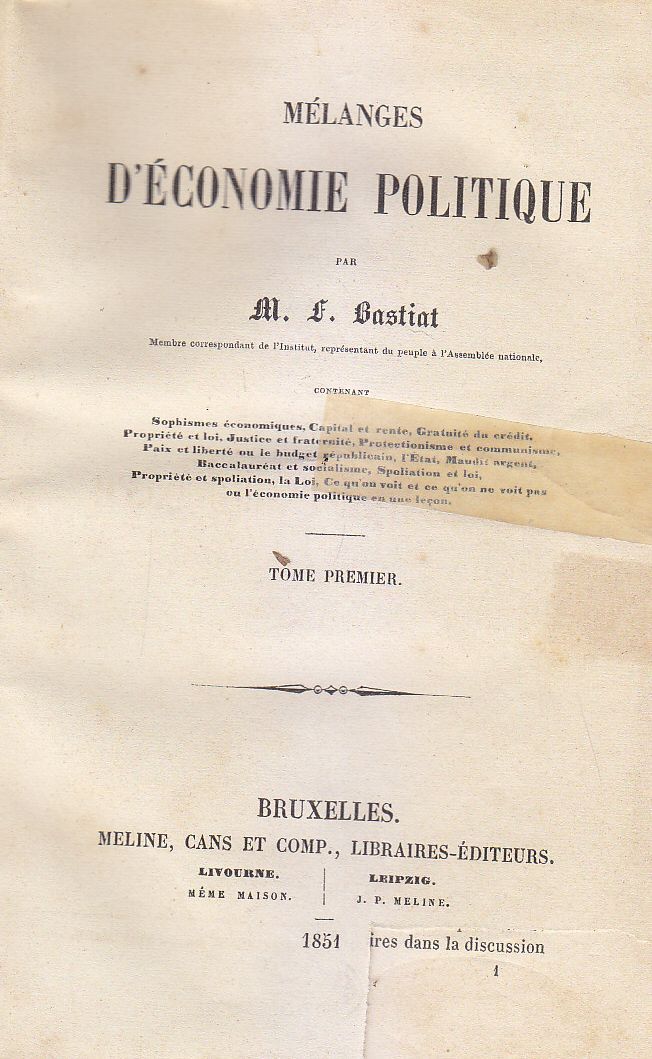 MÉLANGES
D'ÉCONOMIE POLITIQUE
PAR
M. F. Bastiat
Membre correspondant de l'Institut, représentant du peuple à l'Assemblée nationale,
CONTENANT
Sophismes économiques, Capital et rente, Gratuité du crédit,
Propriété et loi, Justice et fraternité, Protectionisme et communisme,
Paix et liberté ou le budget républicain, l'État, Maudit argent,
Baccalauréat et socialisme, Spoliation et loi,
Propriété et spoliation, la Loi, Ce qu'on voit et ce qu'on ne voit pas
ou l'économie politique en une leçon.
TOME PREMIER.
BRUXELLES.
MELINE, CANS ET COMP., LIBRAIRES-ÉDITEURS.
LIVOURNE. LEIPZIG.
MÊME MAISON. J. P. MELINE.
1851 ires dans la discussion
1